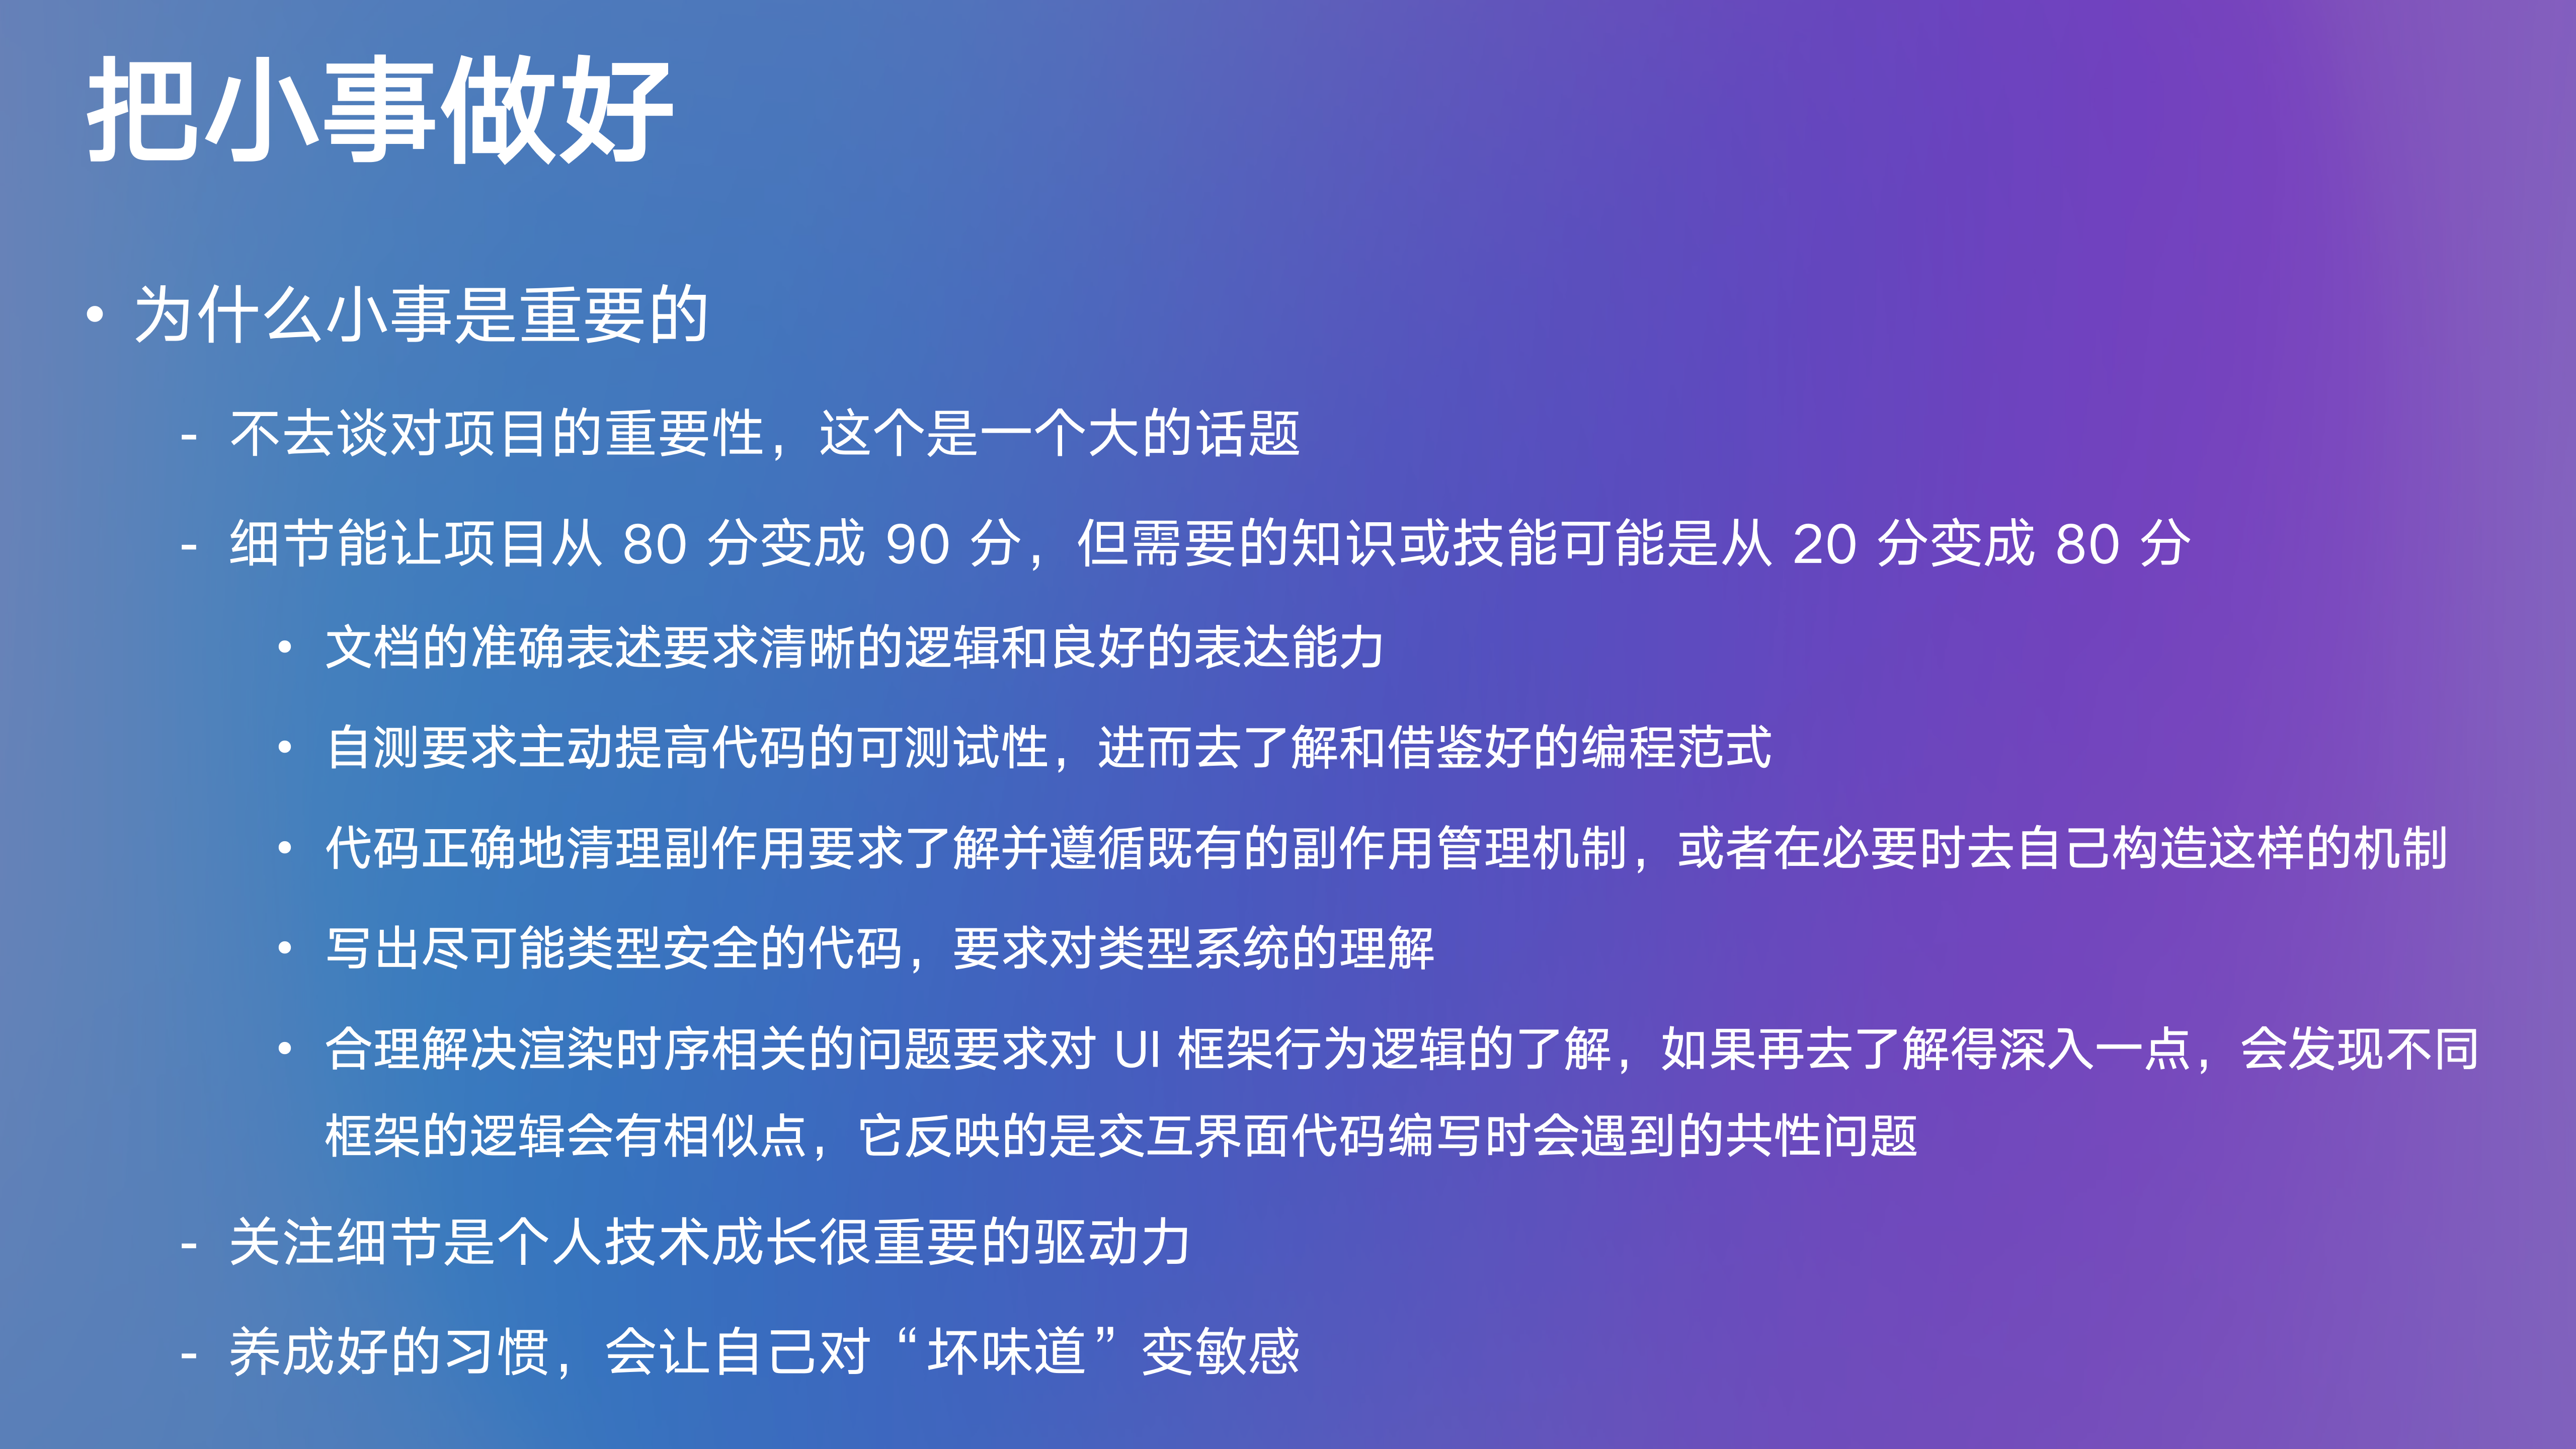 把小事做好
• 为什么小事是重要的
- 不去谈对项目的重要性，这个是一个大的话题
- 细节能让项目从 80 分变成 90 分，但需要的知识或技能可能是从 20 分变成 80 分
• 文档的准确表述要求清晰的逻辑和良好的表达能力
• 自测要求主动提高代码的可测试性，进而去了解和借鉴好的编程范式
• 代码正确地清理副作用要求了解并遵循既有的副作用管理机制，或者在必要时去自己构造这样的机制
• 写出尽可能类型安全的代码，要求对类型系统的理解
• 合理解决渲染时序相关的问题要求对 UI 框架行为逻辑的了解，如果再去了解得深入一点，会发现不同
框架的逻辑会有相似点，它反映的是交互界面代码编写时会遇到的共性问题
- 关注细节是个人技术成长很重要的驱动力
- 养成好的习惯，会让自己对“坏味道”变敏感